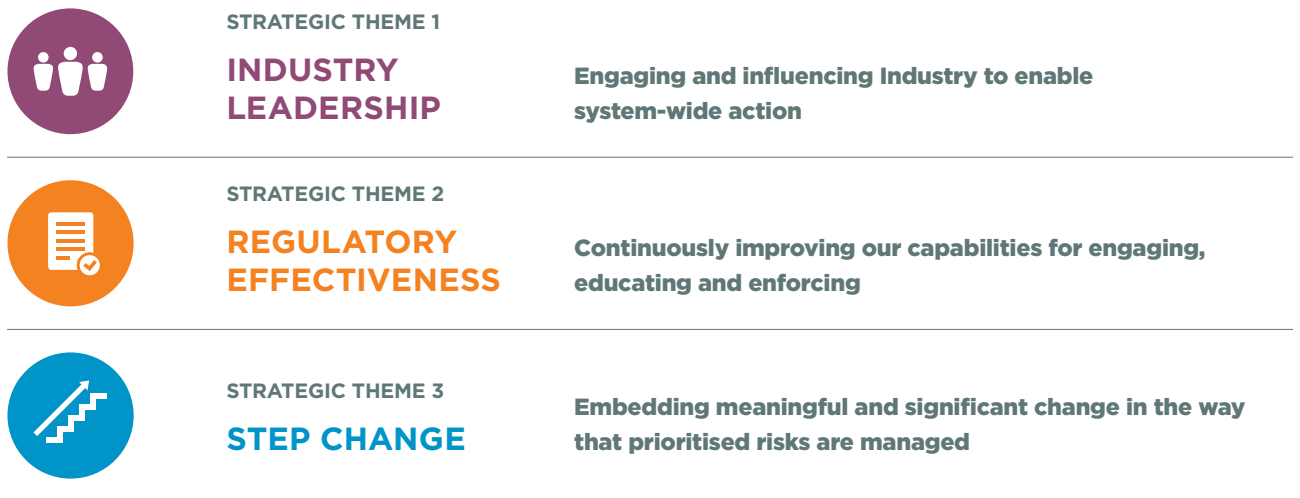 STRATEGIC THEME 1
INDUSTRY
LEADERSHIP
Engaging and influencing Industry to enable
system-wide action
STRATEGIC THEME 2
REGULATORY
EFFECTIVENESS
Continuously improving our capabilities for engaging,
educating and enforcing
STRATEGIC THEME 3
STEP CHANGE
Embedding meaningful and significant change in the way
that prioritised risks are managed